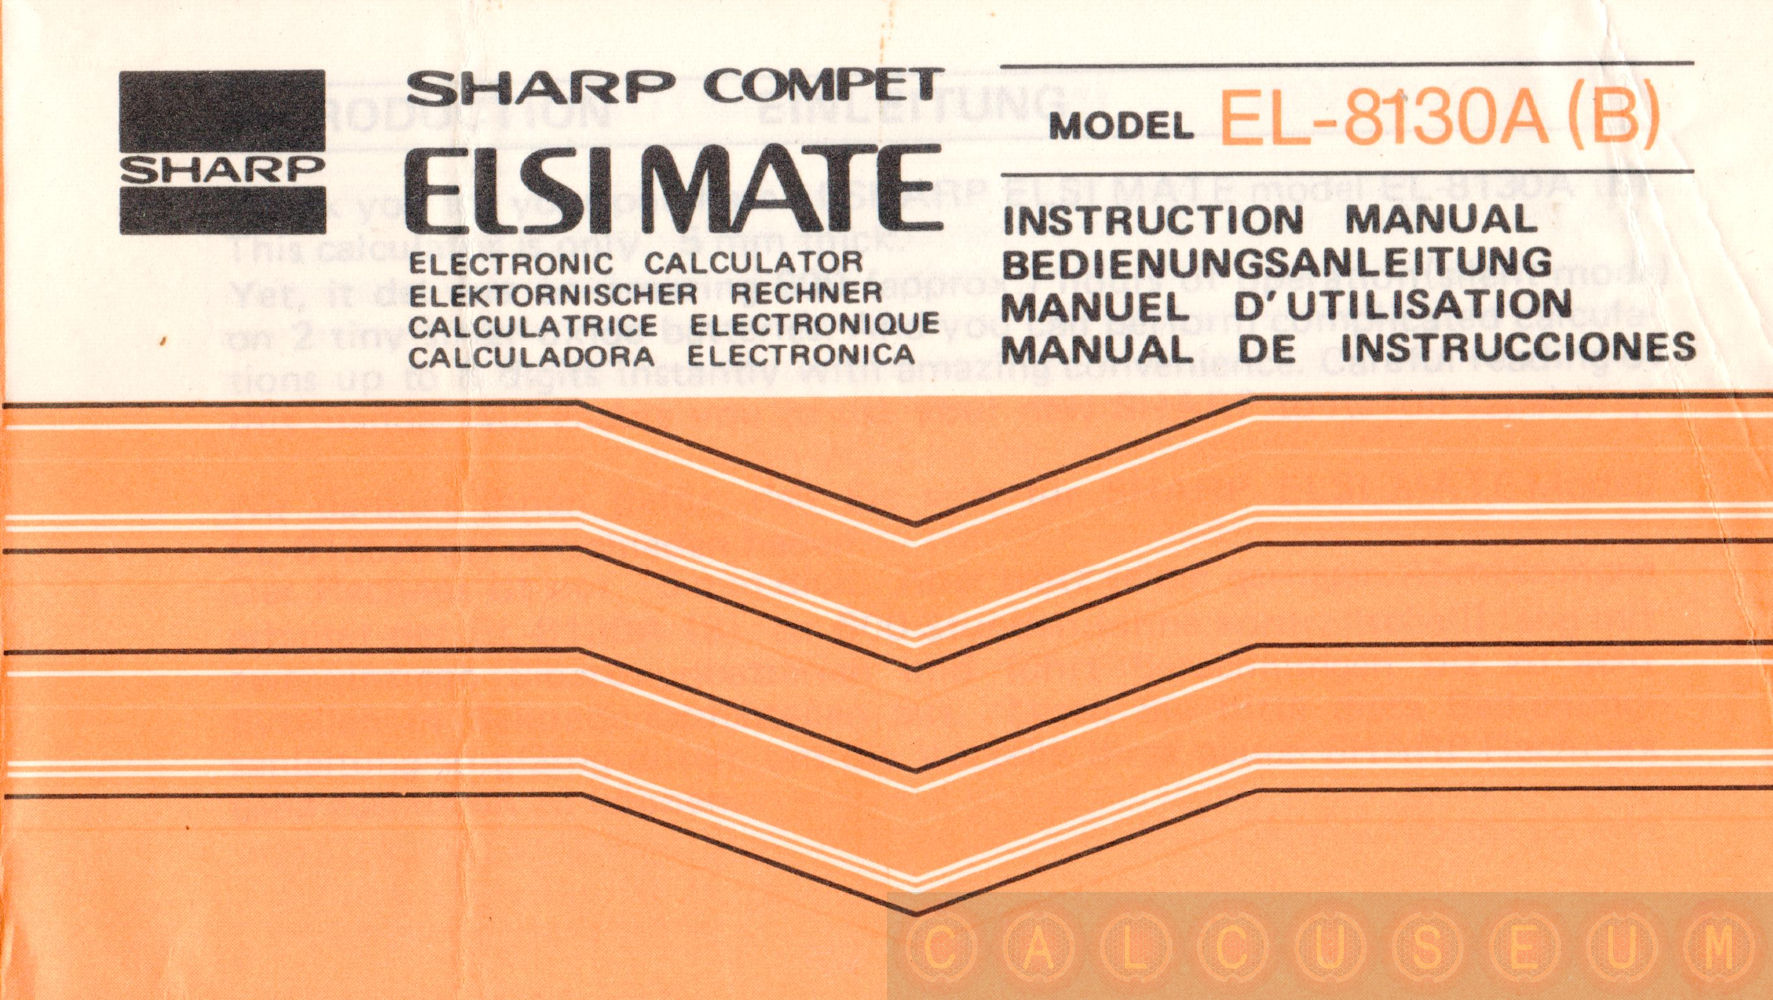 SHARP
SHARP COMPET
ELSI MATE
ELECTRONIC CALCULATOR
ELEKTORNISCHER RECHNER
CALCULATRICE ELECTRONIQUE
CALCULADORA ELECTRONICA
MODEL EL-8130A (B)
INSTRUCTION MANUAL
BEDIENUNGSANLEITUNG
MANUEL D'UTILISATION
MANUAL DE INSTRUCCIONES
CALCUSEUM